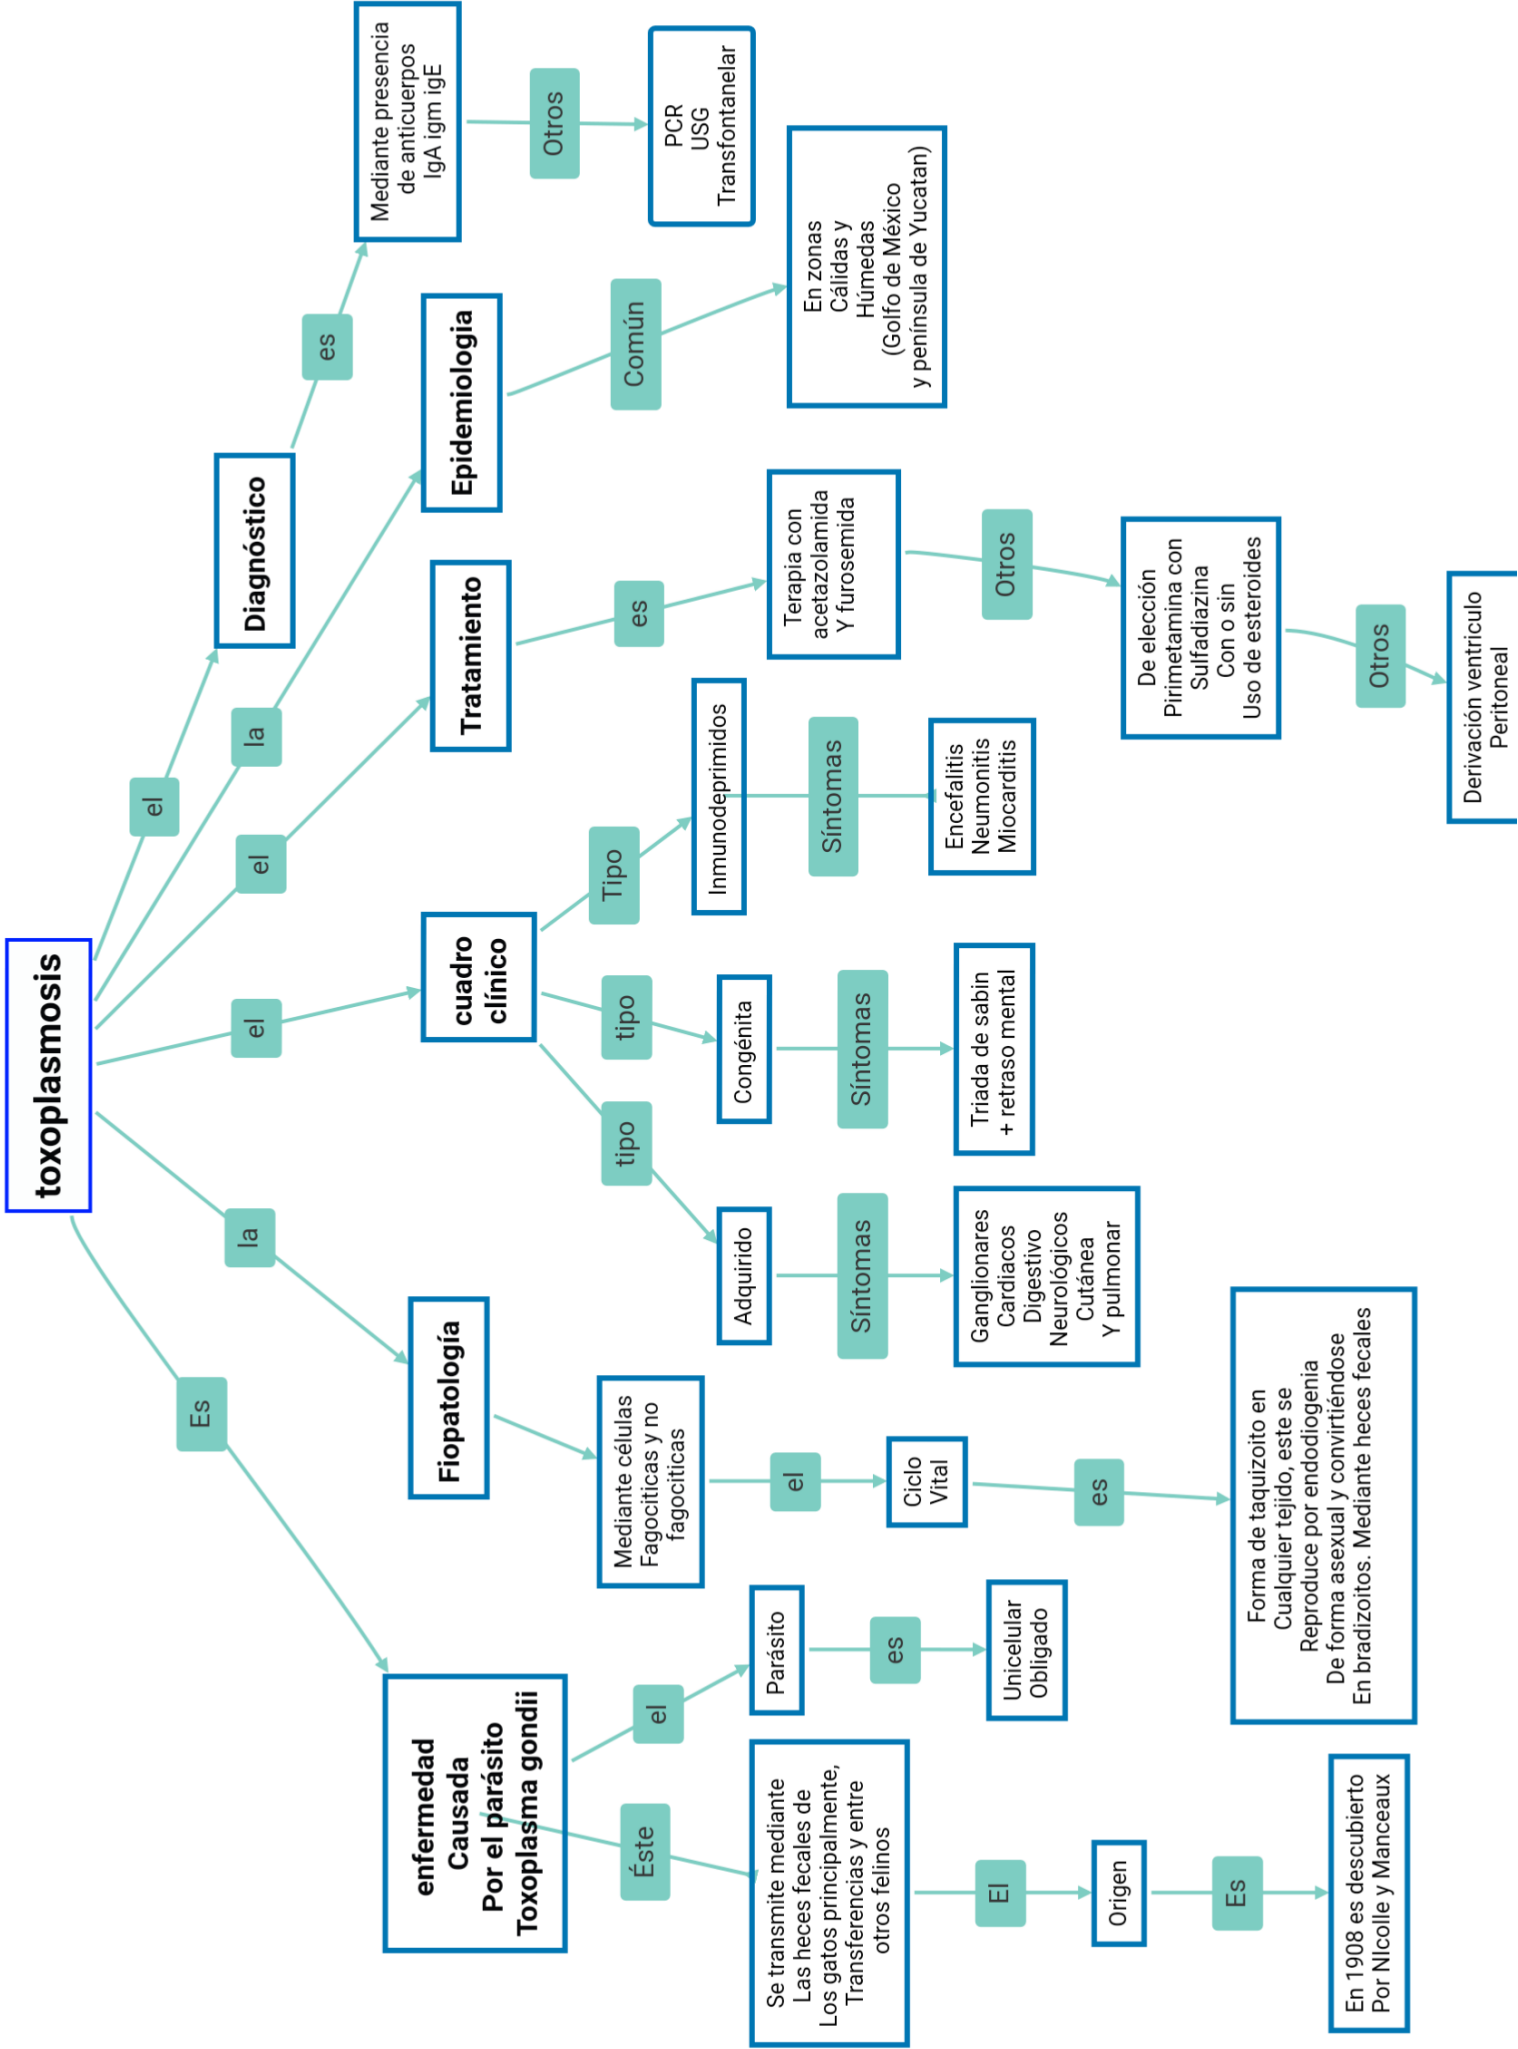 toxoplasmosis
Es
la
el
el
la
el
enfermedad
Causada
Por el parásito
Toxoplasma gondii
Éste
Se transmite mediante
Las heces fecales de
Los gatos principalmente,
Transferencias y entre
otros felinos
El
Origen
Es
En 1908 es descubierto
Por NIcolle y Manceaux
el
Parásito
es
Unicelular
Obligado
Fiopatología
Mediante células
Fagociticas y no
fagociticas
el
Ciclo
Vital
es
Forma de taquizoito en
Cualquier tejido, este se
Reproduce por endodiogenia
De forma asexual y convirtiéndose
En bradizoitos. Mediante heces fecales
cuadro
clínico
tipo
Adquirido
Síntomas
Ganglionares
Cardiacos
Digestivo
Neurológicos
Cutánea
Y pulmonar
tipo
Congénita
Síntomas
Triada de sabin
+ retraso mental
Tipo
Inmunodeprimidos
Síntomas
Encefalitis
Neumonitis
Miocarditis
Tratamiento
es
Terapia con
acetazolamida
Y furosemida
Otros
De elección
Pirimetamina con
Sulfadiazina
Con o sin
Uso de esteroides
Otros
Derivación ventriculo
Peritoneal
Epidemiologia
Común
En zonas
Cálidas y
Húmedas
(Golfo de México
y península de Yucatan)
Diagnóstico
es
Mediante presencia
de anticuerpos
IgA igm igE
Otros
PCR
USG
Transfontanelar